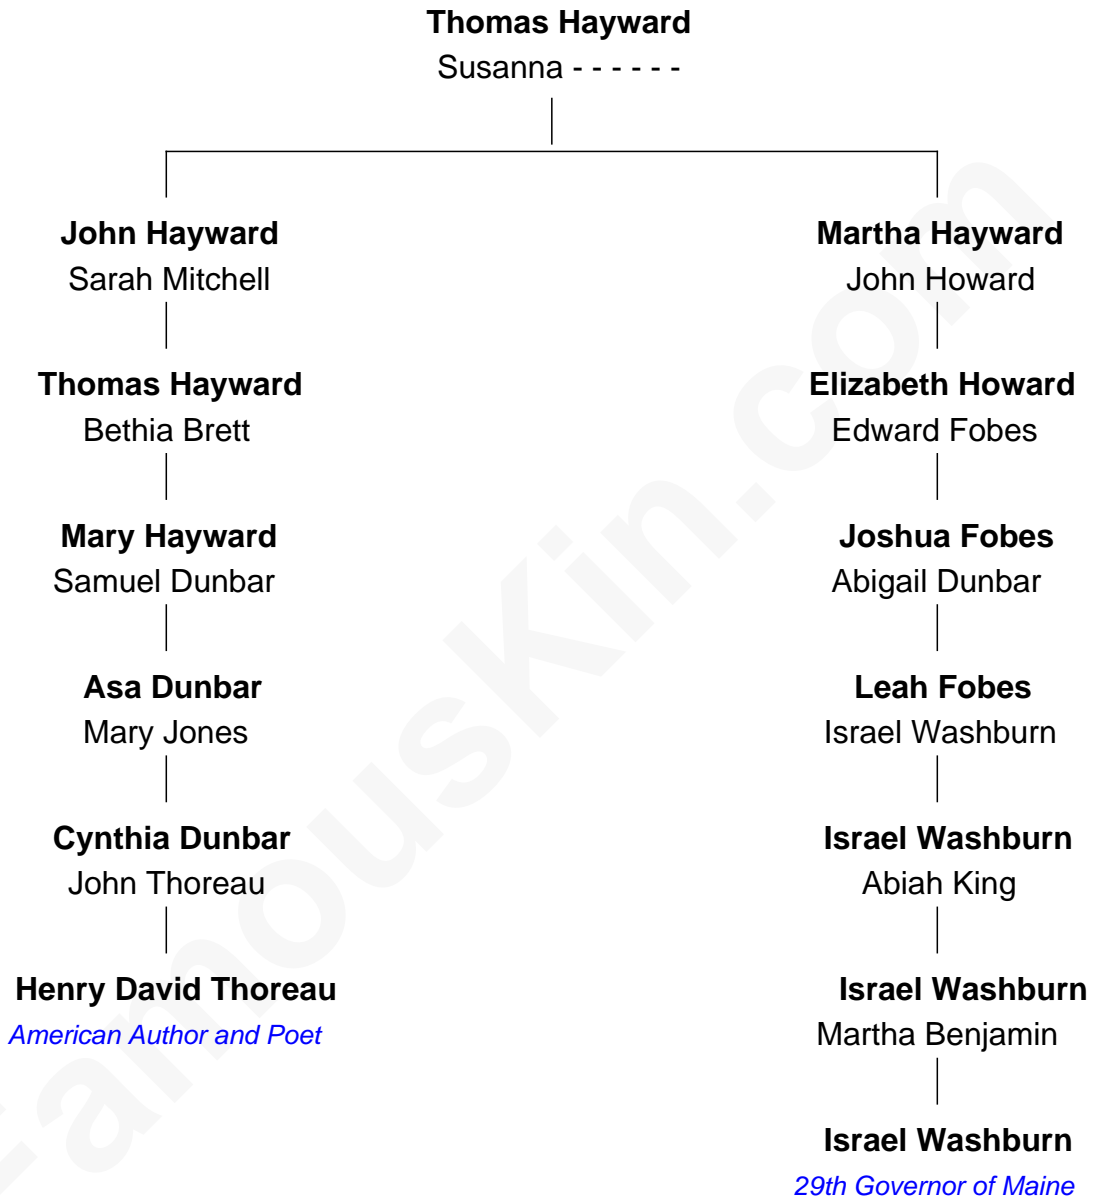 Thomas Hayward
Susanna - - - - - -
John Hayward
Sarah Mitchell
Martha Hayward
John Howard
Thomas Hayward
Bethia Brett
Elizabeth Howard
Edward Fobes
Mary Hayward
Samuel Dunbar
Joshua Fobes
Abigail Dunbar
Asa Dunbar
Mary Jones
Leah Fobes
Israel Washburn
Cynthia Dunbar
John Thoreau
Israel Washburn
Abiah King
Henry David Thoreau
American Author and Poet
Israel Washburn
Martha Benjamin
Israel Washburn
29th Governor of Maine
FamousKin.com